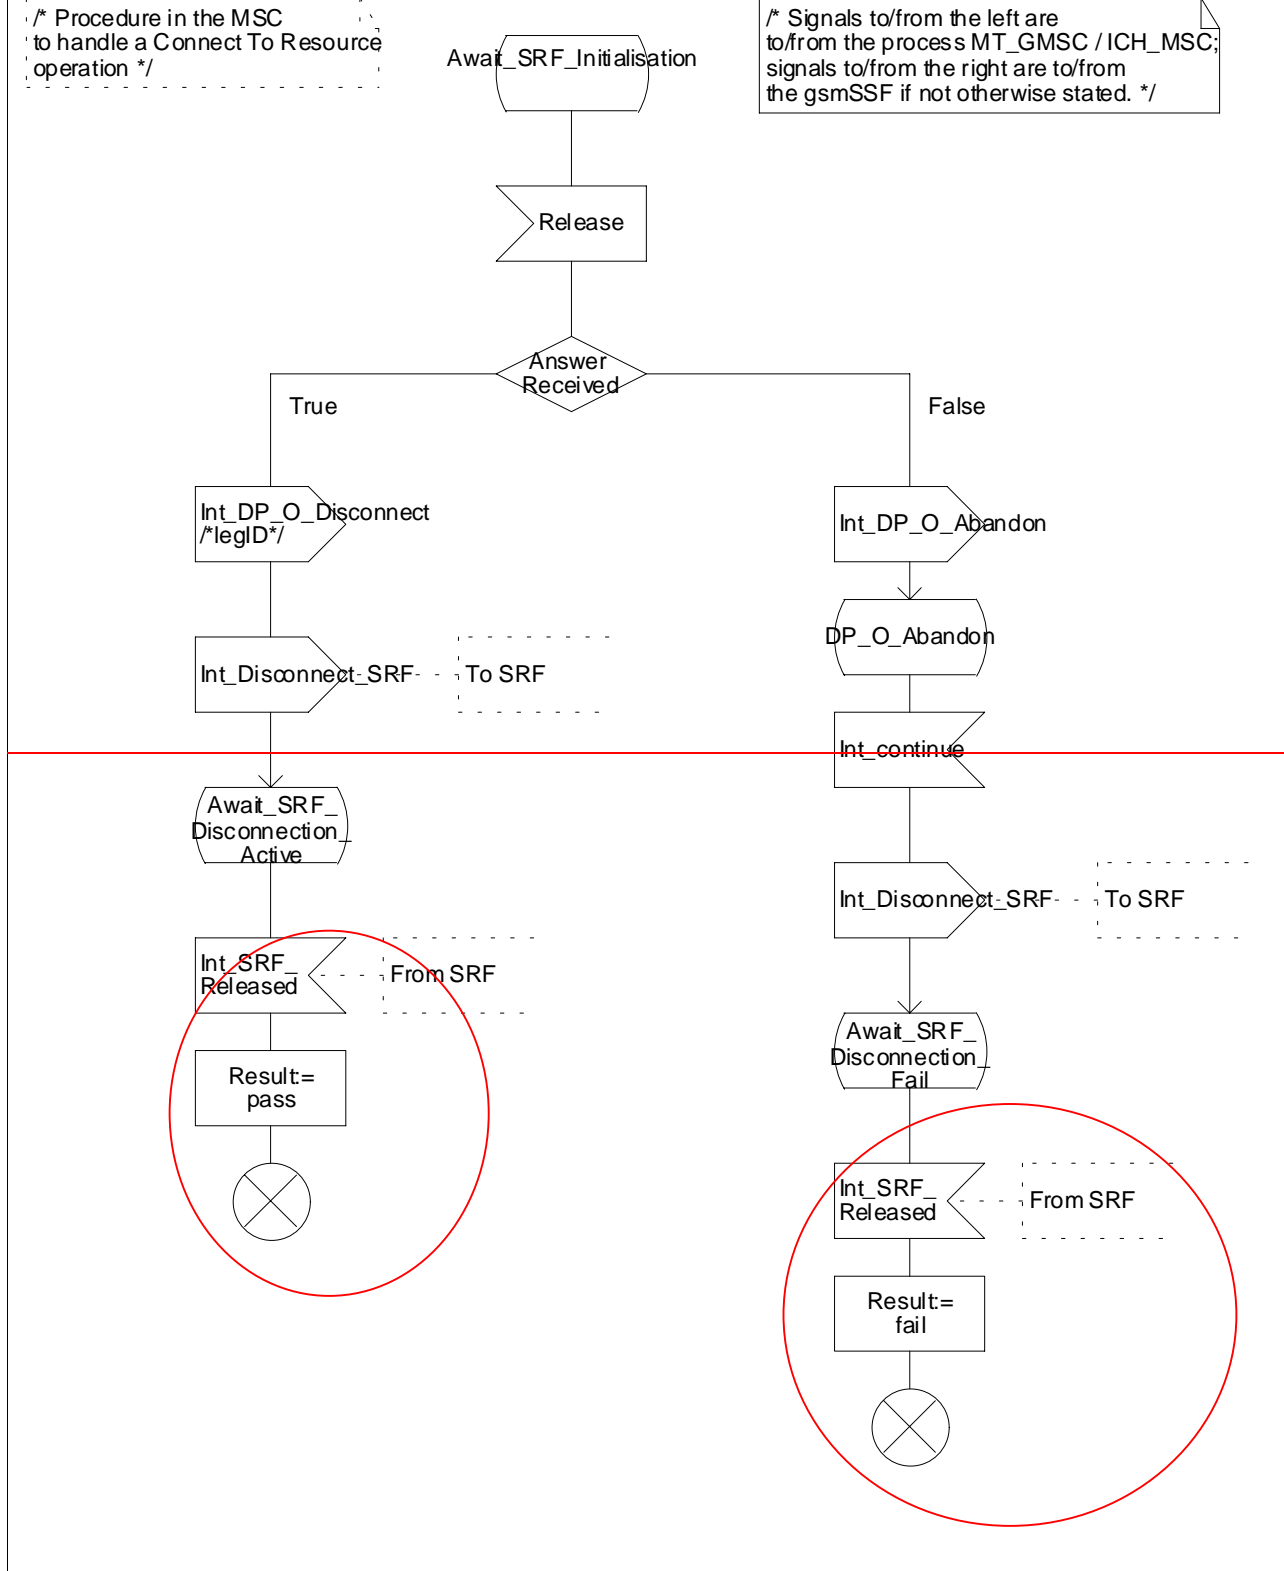 /* Procedure in the MSC
to handle a Connect To Resource
operation */
/* Signals to/from the left are
to/from the process MT_GMSC / ICH_MSC;
signals to/from the right are to/from
the gsmSSF if not otherwise stated. */
Await_SRF_Initialisation
Release
Answer
Received
True
False
Int_DP_O_Disconnect
/*legID*/
Int_DP_O_Abandon
DP_O_Abandon
Int_Disconnect_SRF
To SRF
Int_continue
Await_SRF_
Disconnection_
Active
Int_Disconnect_SRF
To SRF
Int_SRF_
Released
From SRF
Await_SRF_
Disconnection_
Fail
Result:=
pass
Int_SRF_
Released
From SRF
Result:=
fail